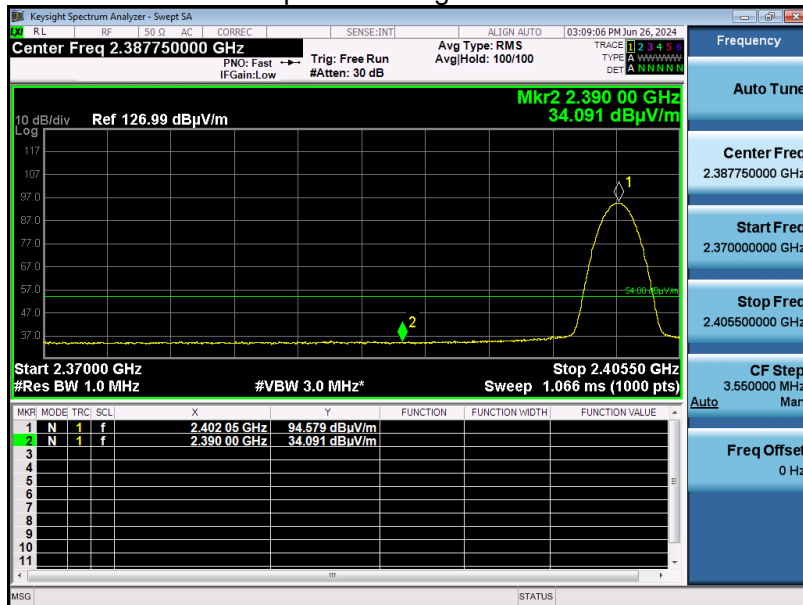 Keysight Spectrum Analyzer - Swept SA
LXI RL RF 50 Ω AC CORREC SENSE:INT ALIGN AUTO 03:09:06 PM Jun 26, 2024
Center Freq 2.387750000 GHz
PNO: Fast
IFGain:Low
Trig: Free Run
#Atten: 30 dB
Avg Type: RMS
Avg|Hold: 100/100
TRACE 1 2 3 4 5 6
TYPE A WWWWW
DET A N N N N N
Frequency
Auto Tune
Center Freq
2.387750000 GHz
Start Freq
2.370000000 GHz
Stop Freq
2.405500000 GHz
CF Step
3.550000 MHz
Auto Man
Freq Offset
0 Hz
Mkr2 2.390 00 GHz
34.091 dBµV/m
10 dB/div Ref 126.99 dBµV/m
Log
117
107
97.0
87.0
77.0
67.0
57.0
47.0
37.0
1
54.00 dBµV/m
2
Start 2.37000 GHz Stop 2.40550 GHz
#Res BW 1.0 MHz #VBW 3.0 MHz* Sweep 1.066 ms (1000 pts)
MKR MODE TRC SCL X Y FUNCTION FUNCTION WIDTH FUNCTION VALUE
1 N 1 f 2.402 05 GHz 94.579 dBµV/m
2 N 1 f 2.390 00 GHz 34.091 dBµV/m
3
4
5
6
7
8
9
10
11
MSG STATUS